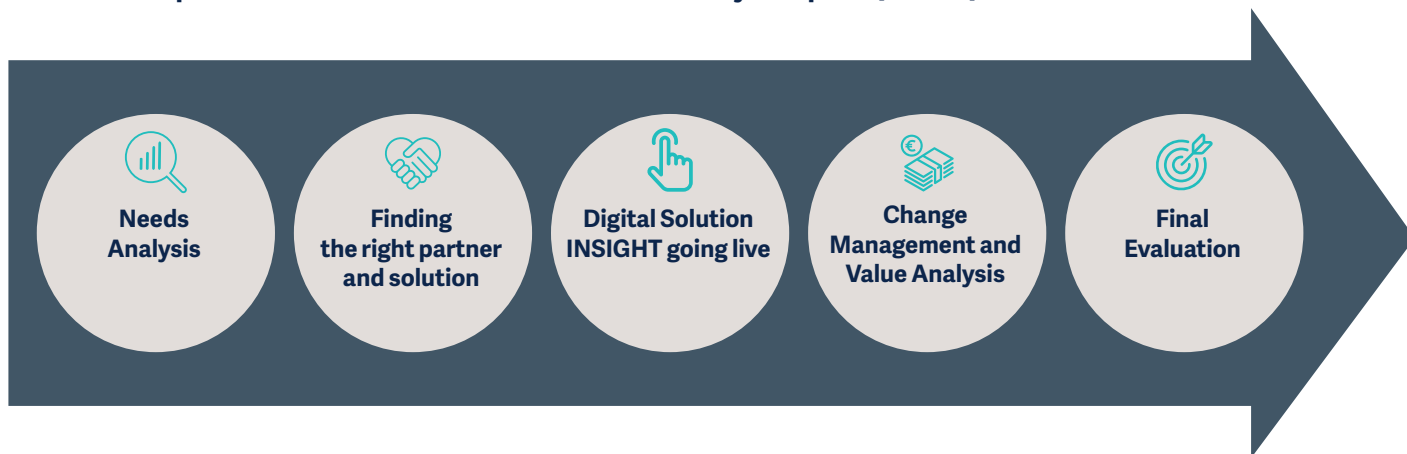 Needs
Analysis
Finding
the right partner
and solution
Digital Solution
INSIGHT going live
€
Change
Management and
Value Analysis
Final
Evaluation